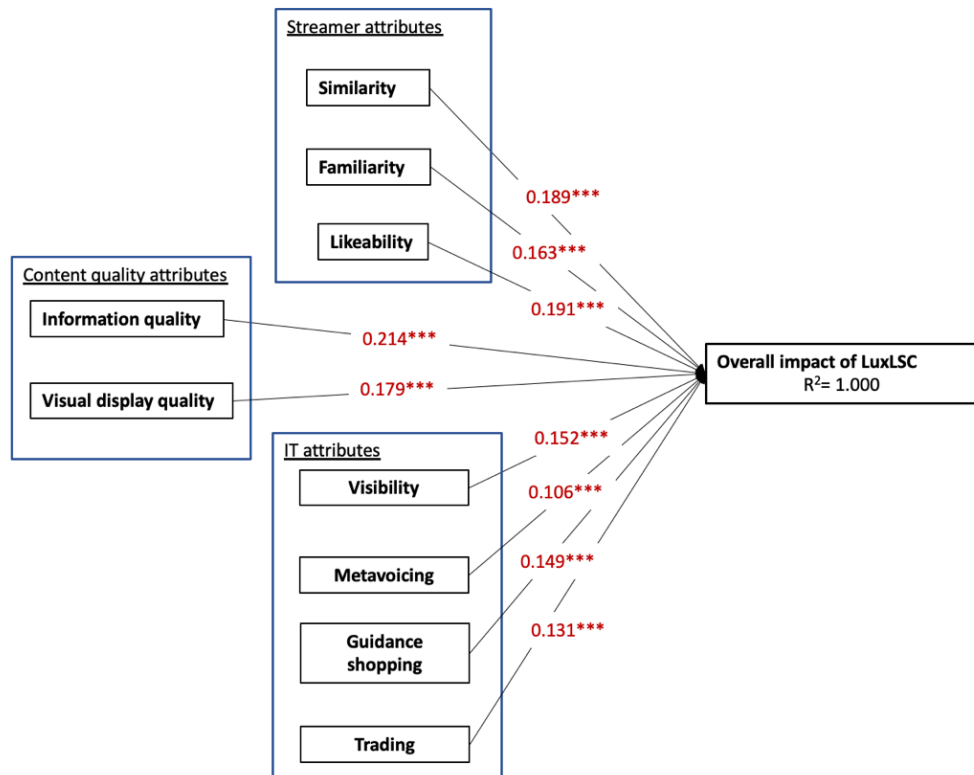 Streamer attributes
Similarity
Familiarity
Likeability
0.189***
0.163***
0.191***
Content quality attributes
Information quality
Visual display quality
0.214***
0.179***
Overall impact of LuxLSC
R²= 1.000
IT attributes
Visibility
Metavoicing
Guidance
shopping
Trading
0.152***
0.106***
0.149***
0.131***